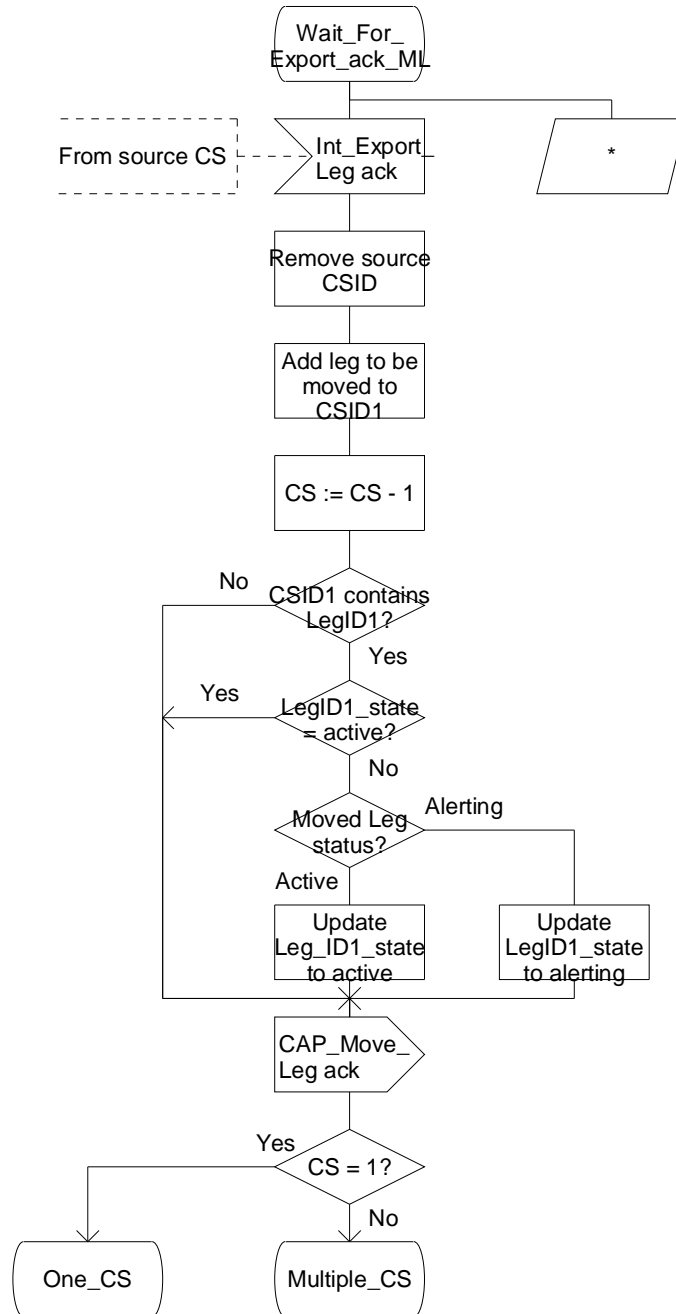 Wait_For_
Export_ack_ML
From source CS
Int_Export_
Leg ack
*
Remove source
CSID
Add leg to be
moved to
CSID1
CS := CS - 1
No
CSID1 contains
LegID1?
Yes
Yes
LegID1_state
= active?
No
Moved Leg
status?
Alerting
Active
Update
Leg_ID1_state
to active
Update
LegID1_state
to alerting
CAP_Move_
Leg ack
Yes
CS = 1?
No
One_CS
Multiple_CS